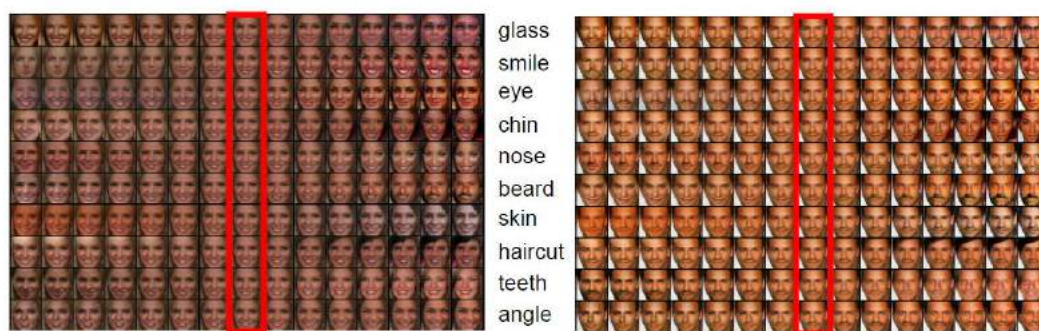 glass
smile
eye
chin
nose
beard
skin
haircut
teeth
angle